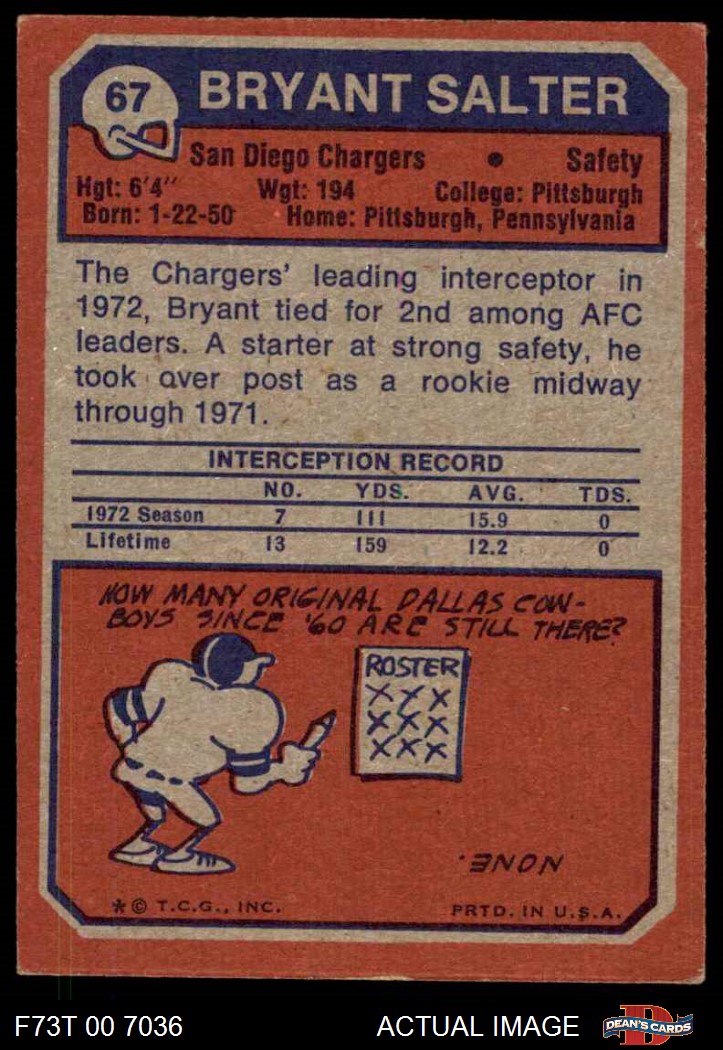 67 BRYANT SALTER
San Diego Chargers • Safety
Hgt: 6'4" Wgt: 194 College: Pittsburgh
Born: 1-22-50 Home: Pittsburgh, Pennsylvania
The Chargers' leading interceptor in
1972, Bryant tied for 2nd among AFC
leaders. A starter at strong safety, he
took over post as a rookie midway
through 1971.
INTERCEPTION RECORD
NO. YDS. AVG. TDS.
1972 Season 7 111 15.9 0
Lifetime 13 159 12.2 0
HOW MANY ORIGINAL DALLAS COW-
BOYS SINCE '60 ARE STILL THERE?
ROSTER
X X X
X X X
X X X
NONE.
* © T.C.G., INC. PRTD. IN U.S.A.
F73T 00 7036 ACTUAL IMAGE DEAN'S CARDS